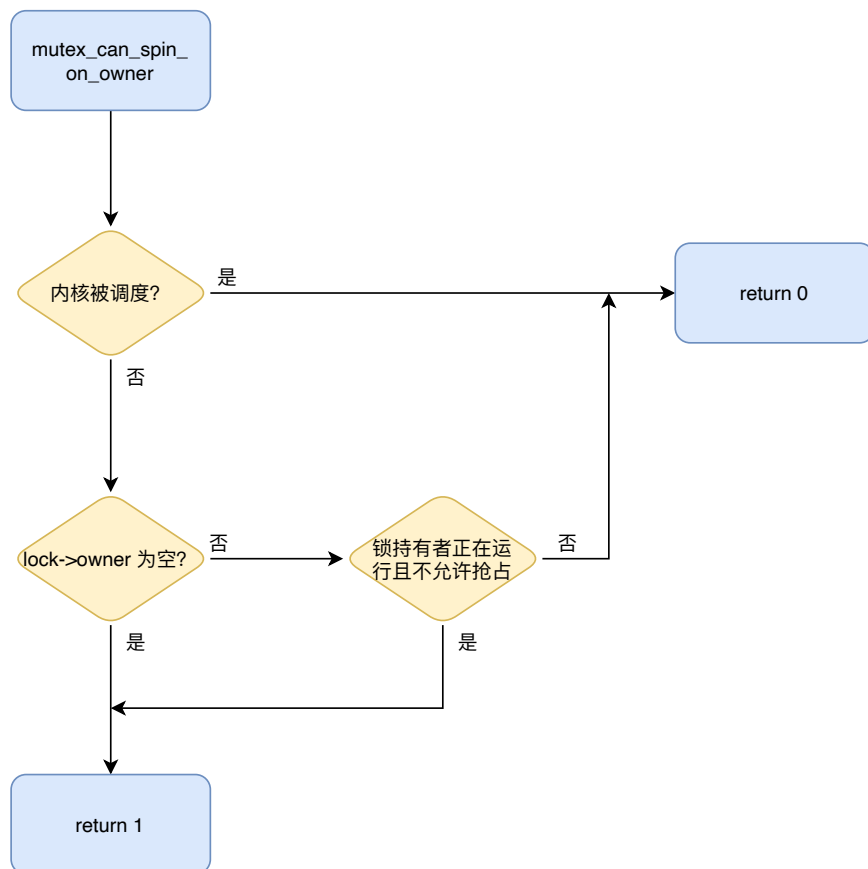 mutex_can_spin_
on_owner
内核被调度?
是
return 0
否
lock->owner 为空?
否
锁持有者正在运
行且不允许抢占
否
是
是
return 1